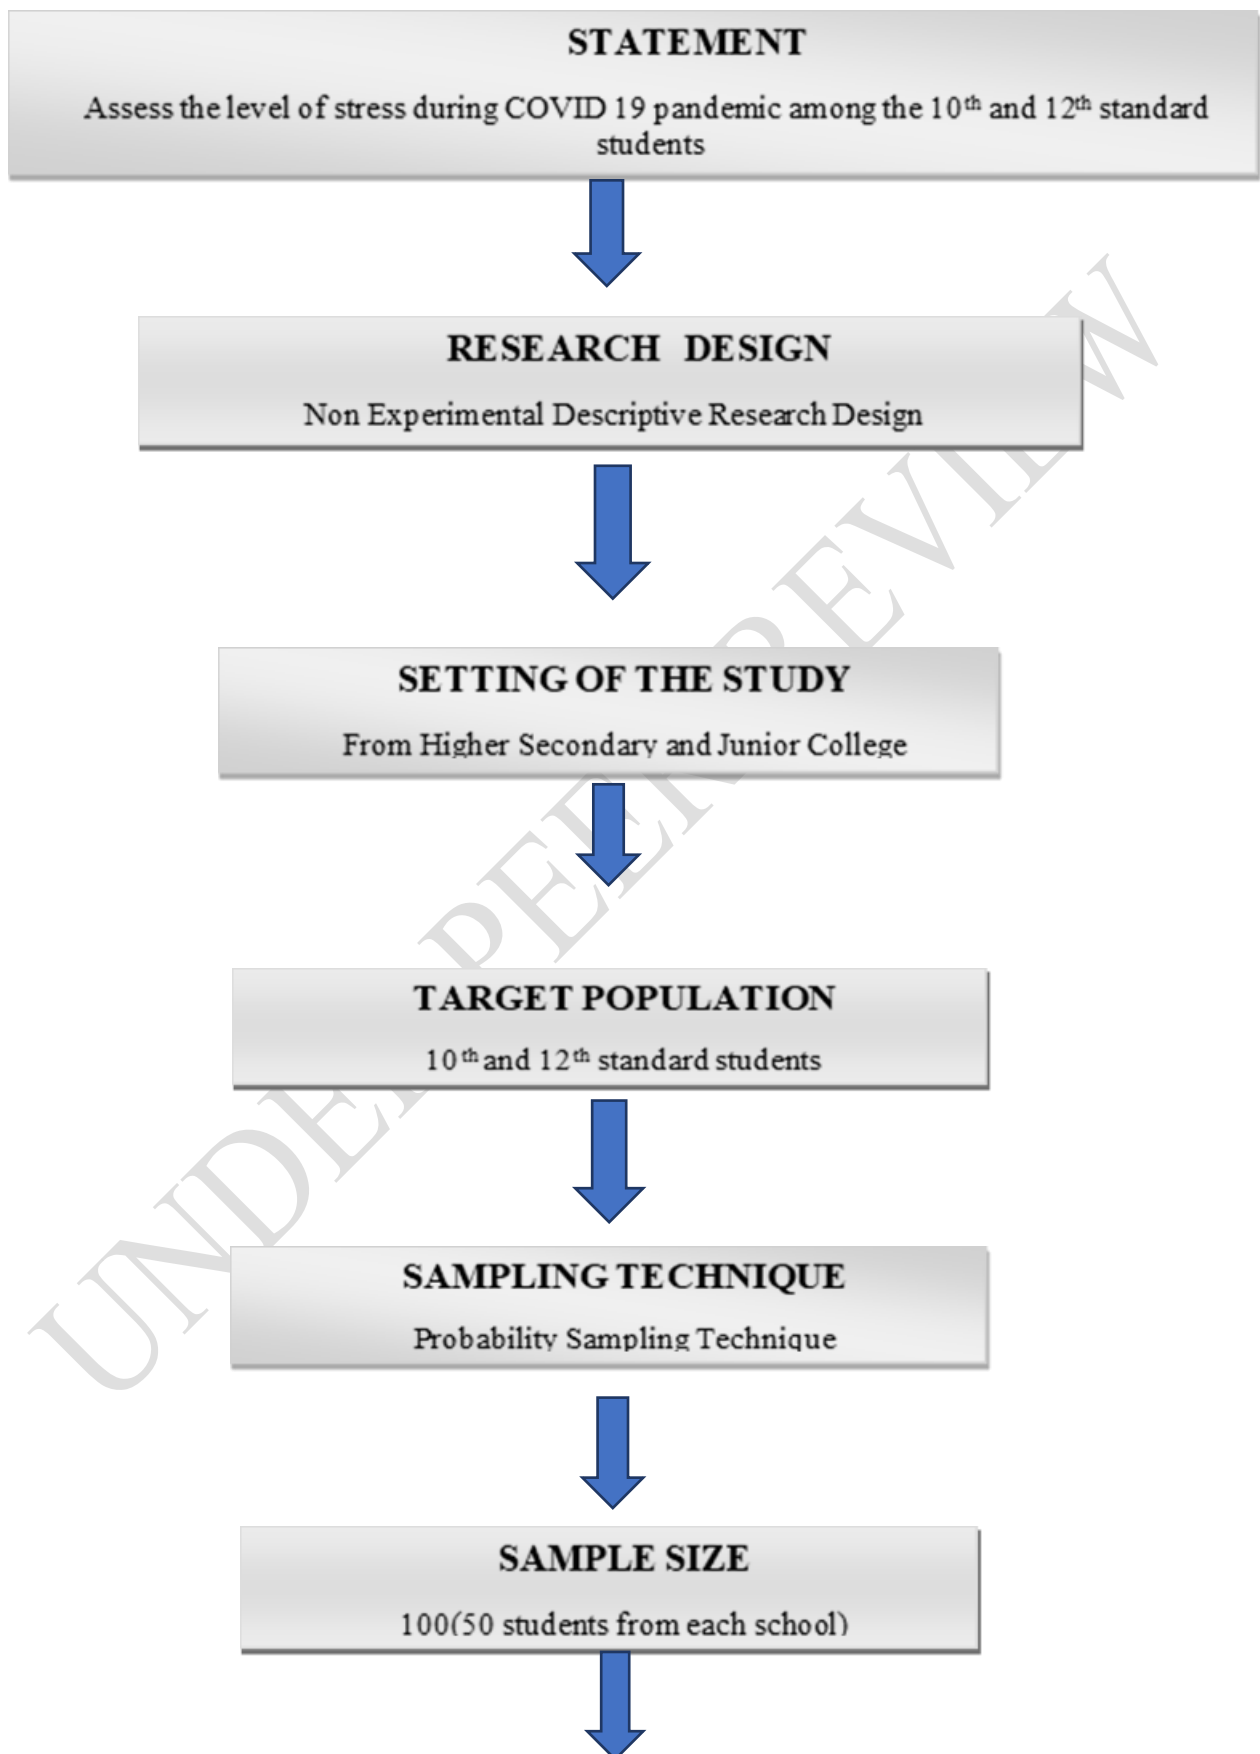 STATEMENT
Assess the level of stress during COVID 19 pandemic among the 10th and 12th standard
students
RESEARCH DESIGN
Non Experimental Descriptive Research Design
SETTING OF THE STUDY
From Higher Secondary and Junior College
TARGET POPULATION
10th and 12th standard students
SAMPLING TECHNIQUE
Probability Sampling Technique
SAMPLE SIZE
100(50 students from each school)
UNDER PEER REVIEW